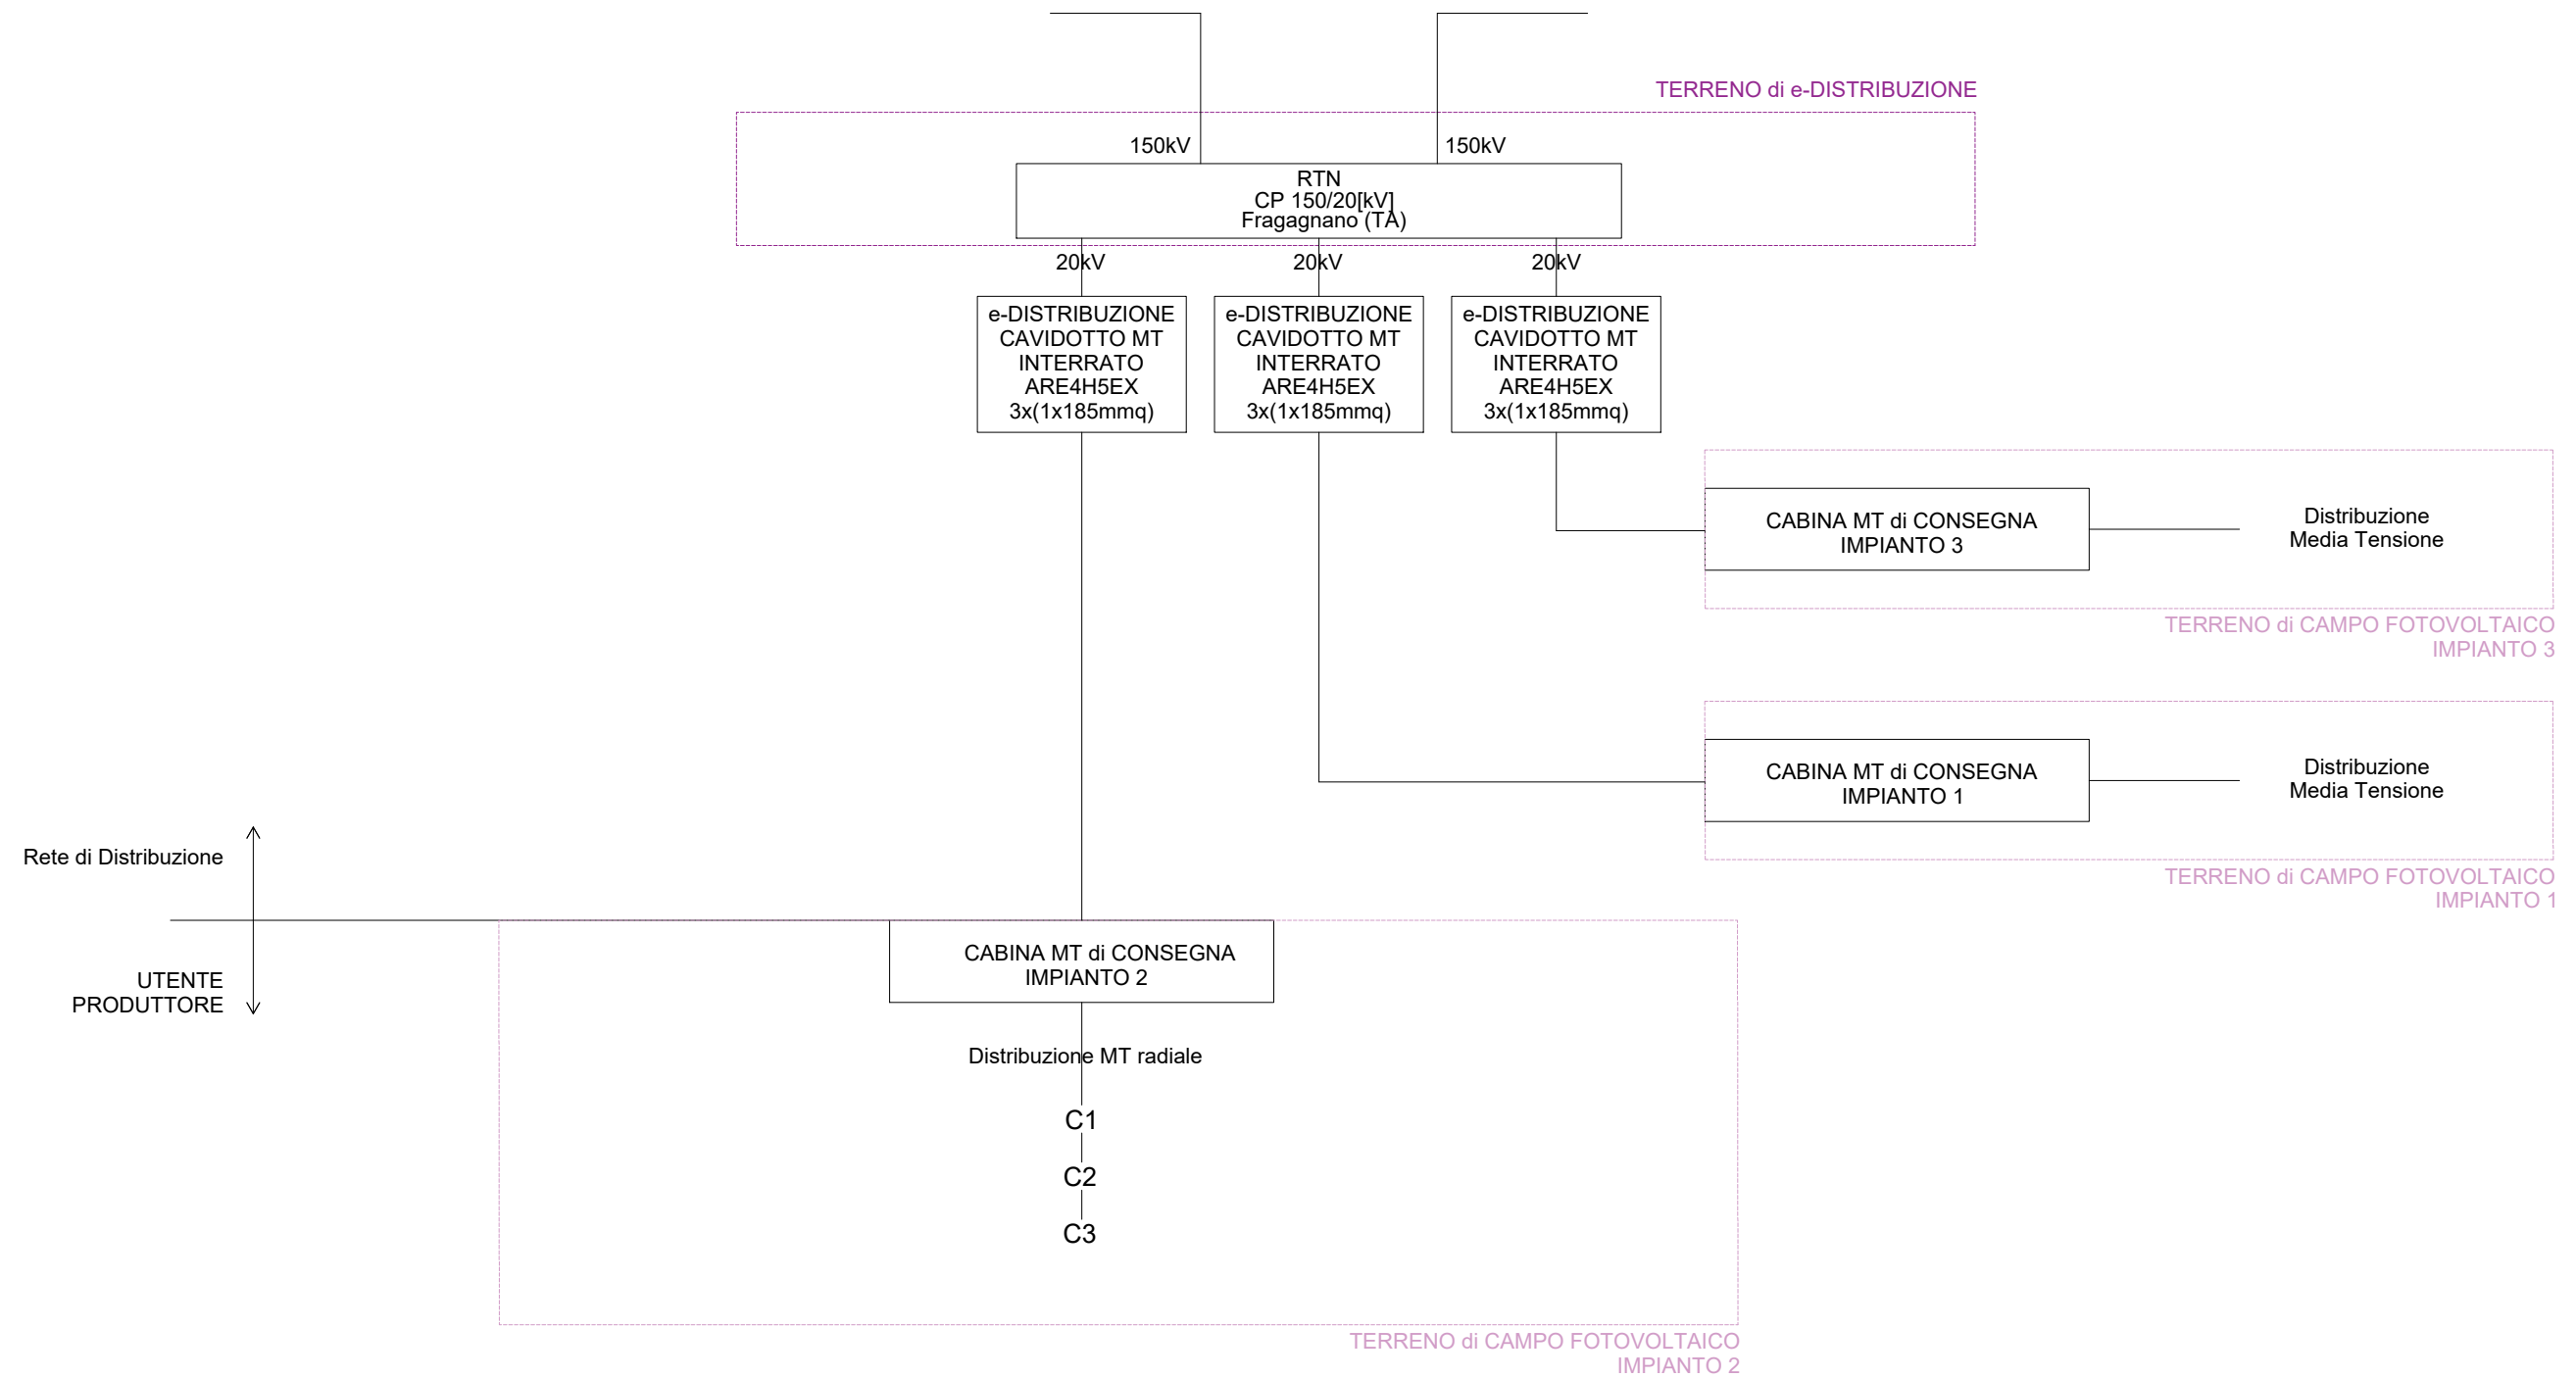 TERRENO di e-DISTRIBUZIONE
150kV
150kV
RTN
CP 150/20[kV]
Fragagnano (TA)
20kV
20kV
20kV
e-DISTRIBUZIONE
CAVIDOTTO MT
INTERRATO
ARE4H5EX
3x(1x185mmq)
e-DISTRIBUZIONE
CAVIDOTTO MT
INTERRATO
ARE4H5EX
3x(1x185mmq)
e-DISTRIBUZIONE
CAVIDOTTO MT
INTERRATO
ARE4H5EX
3x(1x185mmq)
CABINA MT di CONSEGNA
IMPIANTO 3
Distribuzione
Media Tensione
TERRENO di CAMPO FOTOVOLTAICO
IMPIANTO 3
CABINA MT di CONSEGNA
IMPIANTO 1
Distribuzione
Media Tensione
TERRENO di CAMPO FOTOVOLTAICO
IMPIANTO 1
Rete di Distribuzione
UTENTE
PRODUTTORE
CABINA MT di CONSEGNA
IMPIANTO 2
Distribuzione MT radiale
C1
C2
C3
TERRENO di CAMPO FOTOVOLTAICO
IMPIANTO 2